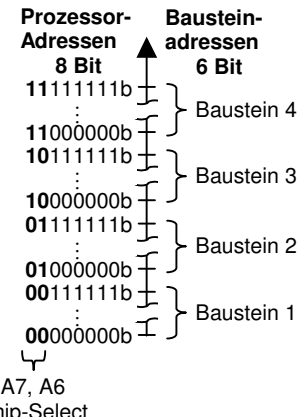 Prozessor-Adressen
8 Bit
Baustein-adressen
6 Bit
11111111b
11000000b
Baustein 4
10111111b
10000000b
Baustein 3
01111111b
01000000b
Baustein 2
00111111b
00000000b
Baustein 1
A7, A6
hip-Select